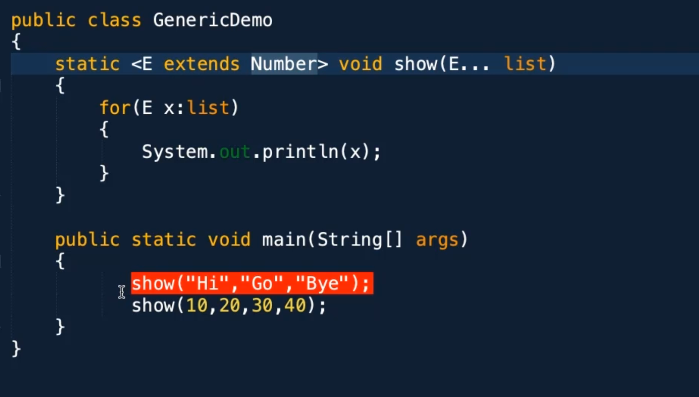 public class GenericDemo
{
static <E extends Number> void show(E... list)
{
for(E x:list)
{
System.out.println(x);
}
}
public static void main(String[] args)
{
show("Hi","Go","Bye");
show(10,20,30,40);
}
}